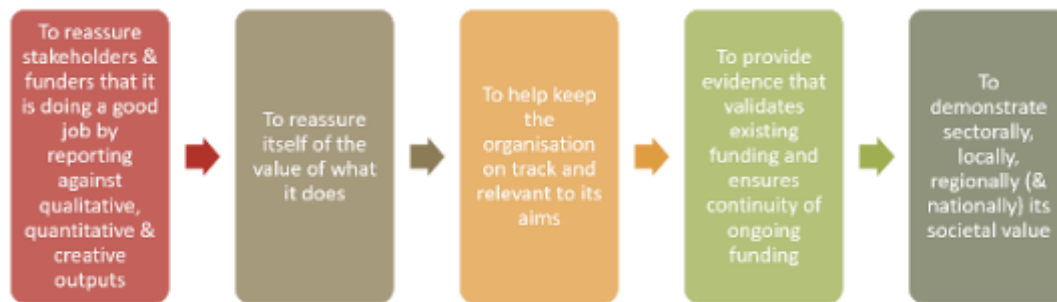 To reassure
stakeholders &
funders that it
is doing a good
job by
reporting
against
qualitative,
quantitative &
creative
outputs
To reassure
itself of the
value of what
it does
To help keep
the
organisation
on track and
relevant to its
aims
To provide
evidence that
validates
existing
funding and
ensures
continuity of
ongoing
funding
To
demonstrate
sectorally,
locally,
regionally (&
nationally) its
societal value